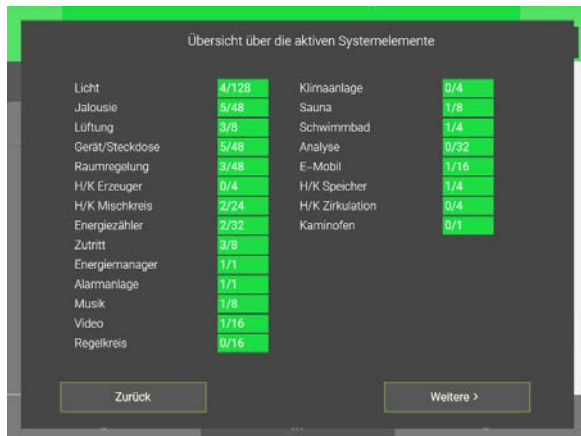 Übersicht über die aktiven Systemelemente
Licht 4/128
Jalousie 5/48
Lüftung 3/8
Gerät/Steckdose 5/48
Raumregelung 3/48
H/K Erzeuger 0/4
H/K Mischkreis 2/24
Energiezähler 2/32
Zutritt 3/8
Energiemanager 1/1
Alarmanlage 1/1
Musik 1/8
Video 1/16
Regelkreis 0/16
Klimaanlage 0/4
Sauna 1/8
Schwimmbad 1/4
Analyse 0/32
E-Mobil 1/16
H/K Speicher 1/4
H/K Zirkulation 0/4
Kaminofen 0/1
Zurück
Weitere >